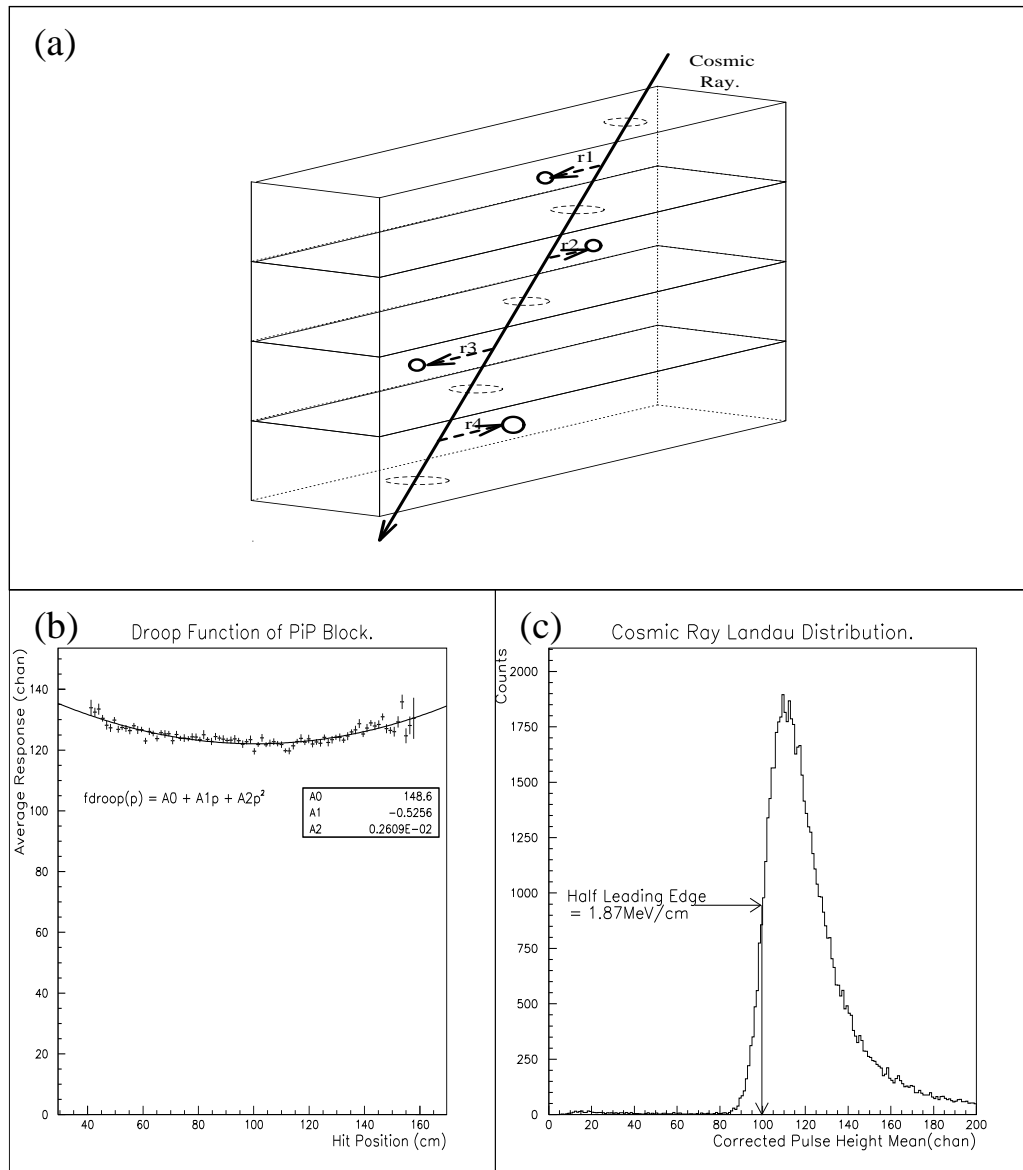 (a)
Cosmic
Ray.
r1
r2
r3
r4
(b)
Droop Function of PiP Block.
Average Response (chan)
140
120
100
80
60
40
20
0
fdroop(p) = A0 + A1p + A2p²
A0 148.6
A1 -0.5256
A2 0.2609E-02
40 60 80 100 120 140 160
Hit Position (cm)
(c)
Cosmic Ray Landau Distribution.
Counts
2000
1750
1500
1250
1000
750
500
250
0
Half Leading Edge
= 1.87MeV/cm
0 20 40 60 80 100 120 140 160 180 200
Corrected Pulse Height Mean(chan)